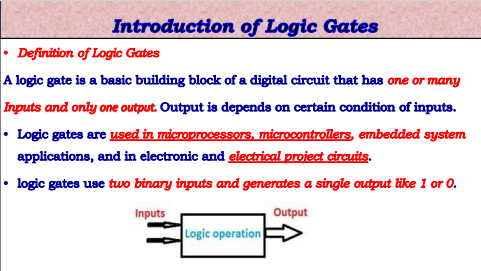 Introduction of Logic Gates
• Definition of Logic Gates
A logic gate is a basic building block of a digital circuit that has one or many
Inputs and only one output. Output is depends on certain condition of inputs.
• Logic gates are used in microprocessors, microcontrollers, embedded system
applications, and in electronic and electrical project circuits.
• logic gates use two binary inputs and generates a single output like 1 or 0.
Inputs
Output
Logic operation